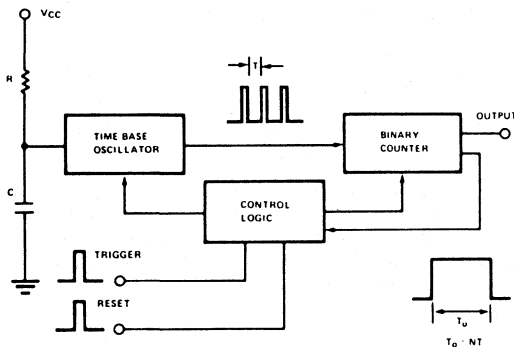 VCC
R
T
OUTPUT
TIME BASE
OSCILLATOR
BINARY
COUNTER
C
CONTROL
LOGIC
TRIGGER
RESET
To
To · NT